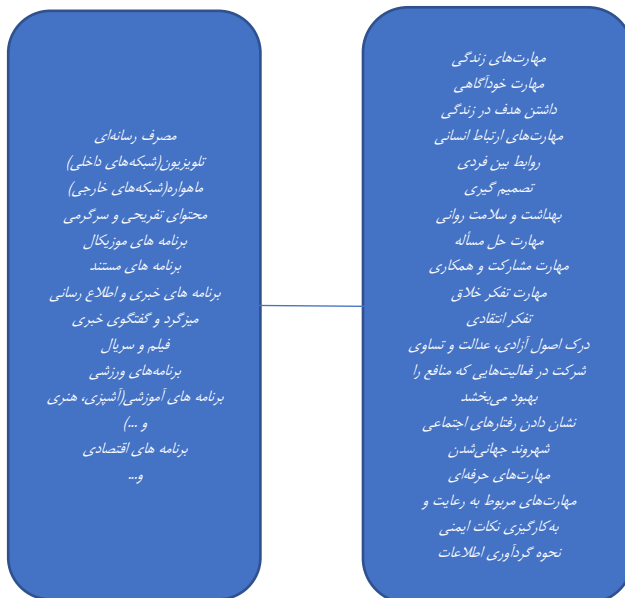 مهارت‌های زندگی
مهارت خودآگاهی
داشتن هدف در زندگی
مهارت‌های ارتباط انسانی
روابط بین فردی
تصمیم گیری
بهداشت و سلامت روانی
مهارت حل مسأله
مهارت مشارکت و همکاری
مهارت تفکر خلاق
تفکر انتقادی
درک اصول آزادی، عدالت و تساوی
شرکت در فعالیت‌هایی که منافع را
بهبود می‌بخشد
نشان دادن رفتارهای اجتماعی
شهروند جهانی‌شدن
مهارت‌های حرفه‌ای
مهارت‌های مربوط به رعایت و
به‌کارگیزی نکات ایمنی
نحوه گردآوری اطلاعات
مصرف رسانه‌ای
تلویزیون(شبکه‌های داخلی)
ماهواره(شبکه‌های خارجی)
محتوای تفریحی و سرگرمی
برنامه های موزیکال
برنامه های مستند
برنامه های خبری و اطلاع رسانی
میزگرد و گفتگوی خبری
فیلم و سریال
برنامه‌های ورزشی
برنامه های آموزشی(آشپزی، هنری
و ...)
برنامه های اقتصادی
و...